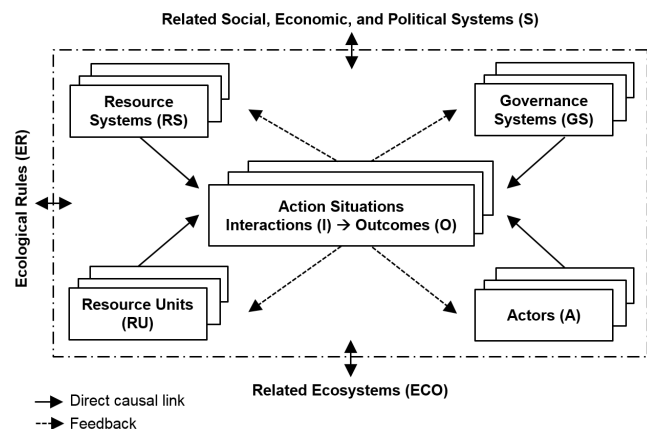 Related Social, Economic, and Political Systems (S)
Resource
Systems (RS)
Governance
Systems (GS)
Ecological Rules (ER)
Action Situations
Interactions (I) → Outcomes (O)
Resource Units
(RU)
Actors (A)
Related Ecosystems (ECO)
Direct causal link
Feedback